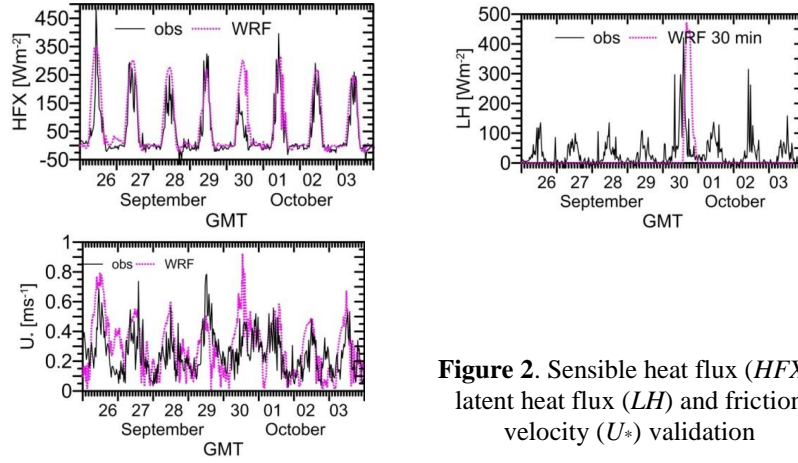 450
350
250
150
50
-50
HFX [Wm-2]
obs WRF
26 27 28 29 30 01 02 03
September October
GMT
500
400
300
200
100
0
LH [Wm-2]
obs WRF 30 min
26 27 28 29 30 01 02 03
September October
GMT
1
0.8
0.6
0.4
0.2
0
U. [ms-1]
obs WRF
26 27 28 29 30 01 02 03
September October
GMT
Figure 2. Sensible heat flux (HFX
latent heat flux (LH) and friction
velocity (U*) validation